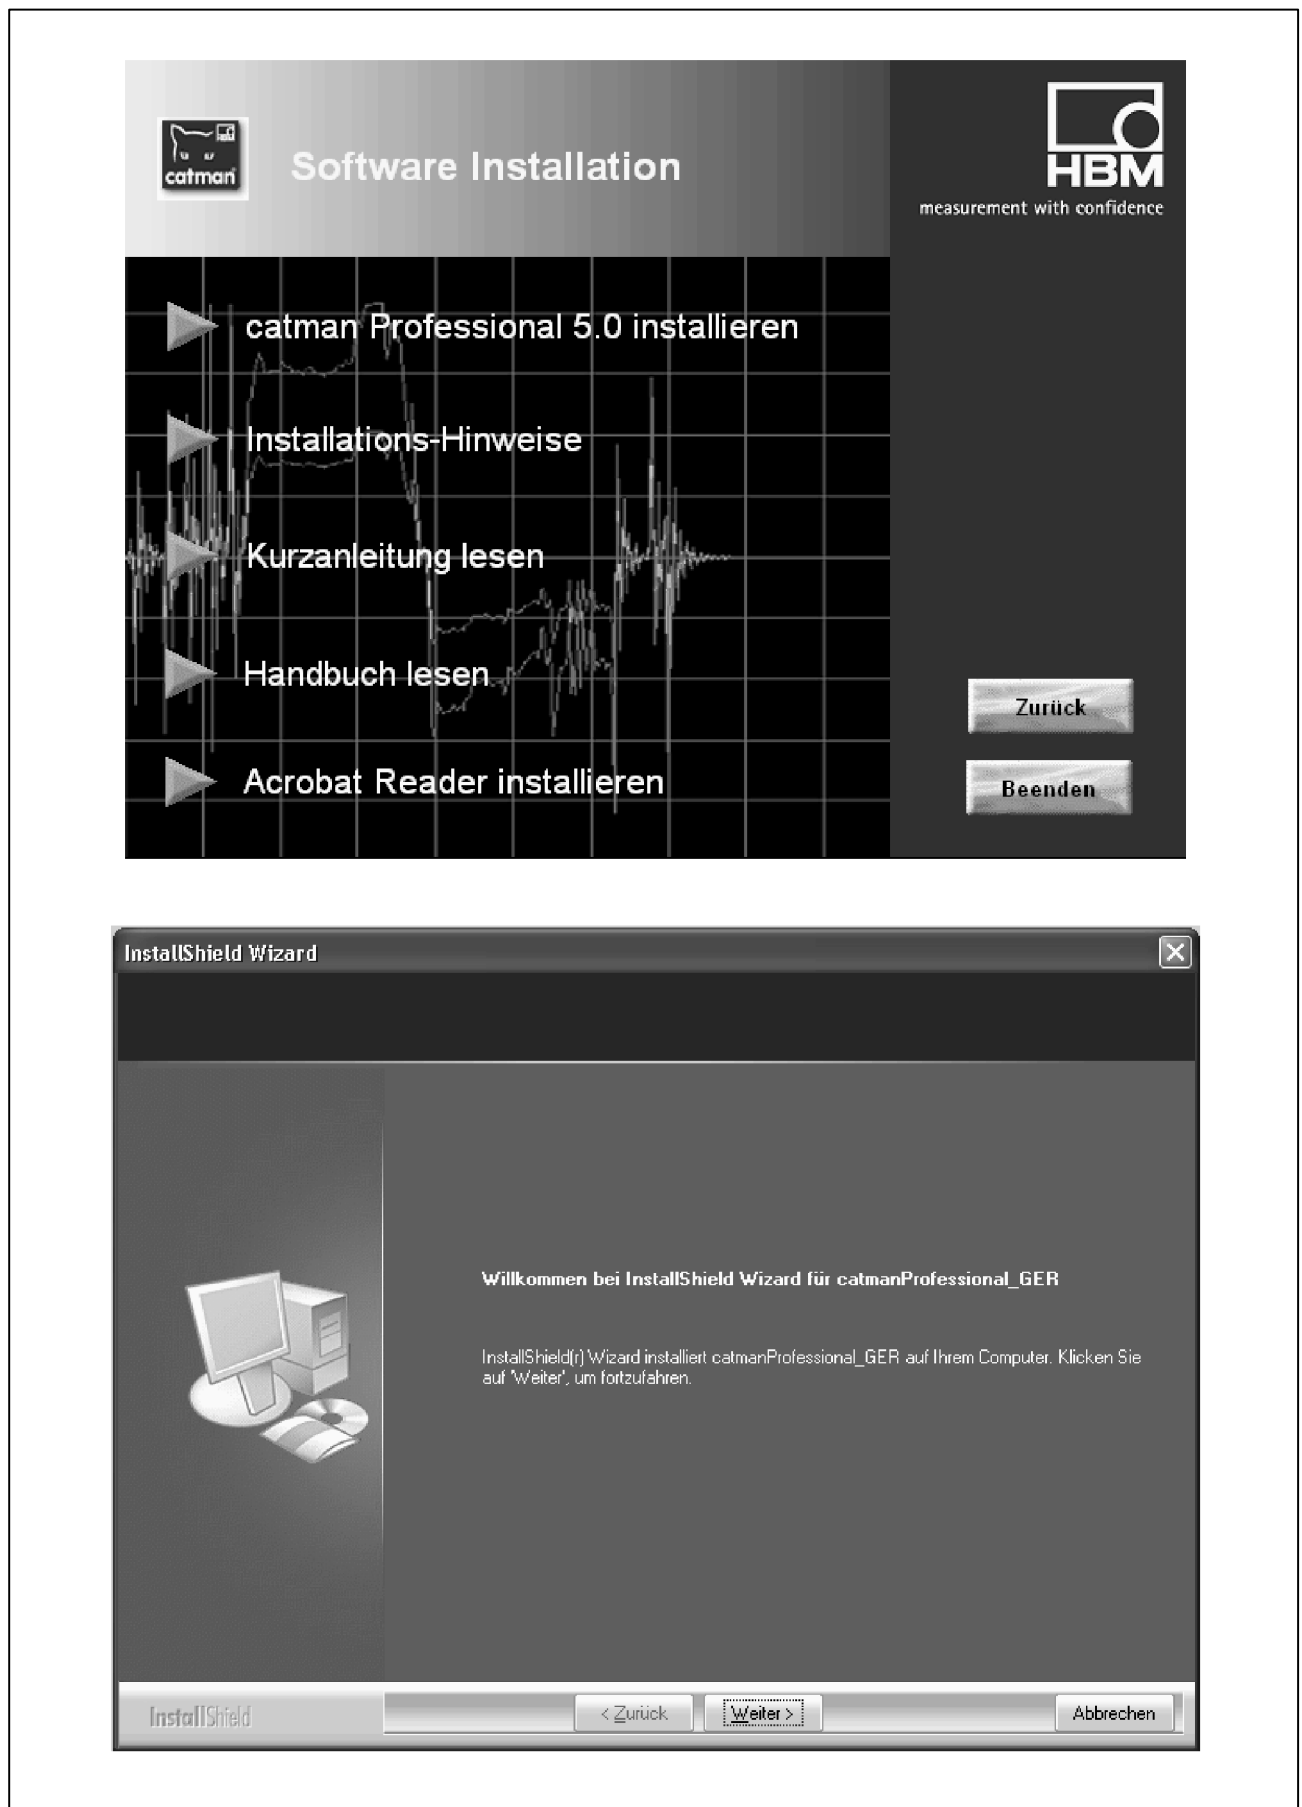 catman
Software Installation
HBM
measurement with confidence
catman Professional 5.0 installieren
Installations-Hinweise
Kurzanleitung lesen
Handbuch lesen
Acrobat Reader installieren
Zurück
Beenden
InstallShield Wizard
Willkommen bei InstallShield Wizard für catmanProfessional_GER
InstallShield(r) Wizard installiert catmanProfessional_GER auf Ihrem Computer. Klicken Sie
auf 'Weiter', um fortzufahren.
InstallShield
< Zurück
Weiter >
Abbrechen